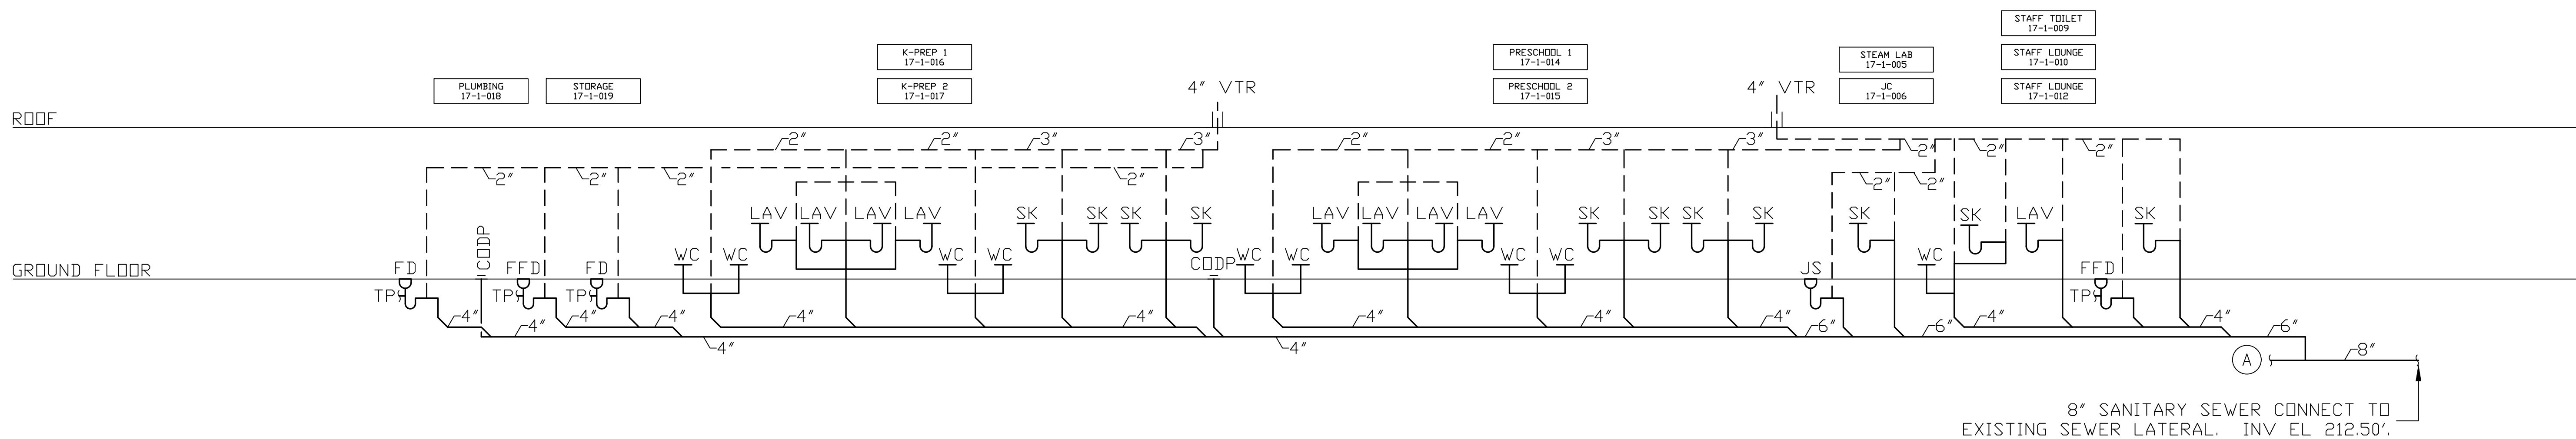 STAFF TOILET
17-1-009
K-PREP 1
17-1-016
PRESCHOOL 1
17-1-014
STEAM LAB
17-1-005
STAFF LOUNGE
17-1-010
PLUMBING
17-1-018
STORAGE
17-1-019
K-PREP 2
17-1-017
4" VTR
PRESCHOOL 2
17-1-015
4" VTR
JC
17-1-006
STAFF LOUNGE
17-1-012
ROOF
2" 2" 3" 3" 2" 2" 3" 3" 2" 2" 2"
2" 2" 2" 2" 2" 2"
LAV LAV LAV LAV SK SK SK SK LAV LAV LAV LAV SK SK SK SK SK SK LAV SK
CODP
WC WC WC WC WC WC WC WC WC
CODP
GROUND FLOOR
FD FFD FD JS FFD
TP TP TP TP
4" 4" 4" 4" 4" 4" 4" 4" 4" 4"
4" 6" 6" 6"
4" 4"
A
8"
8" SANITARY SEWER CONNECT TO
EXISTING SEWER LATERAL. INV EL 212.50'.